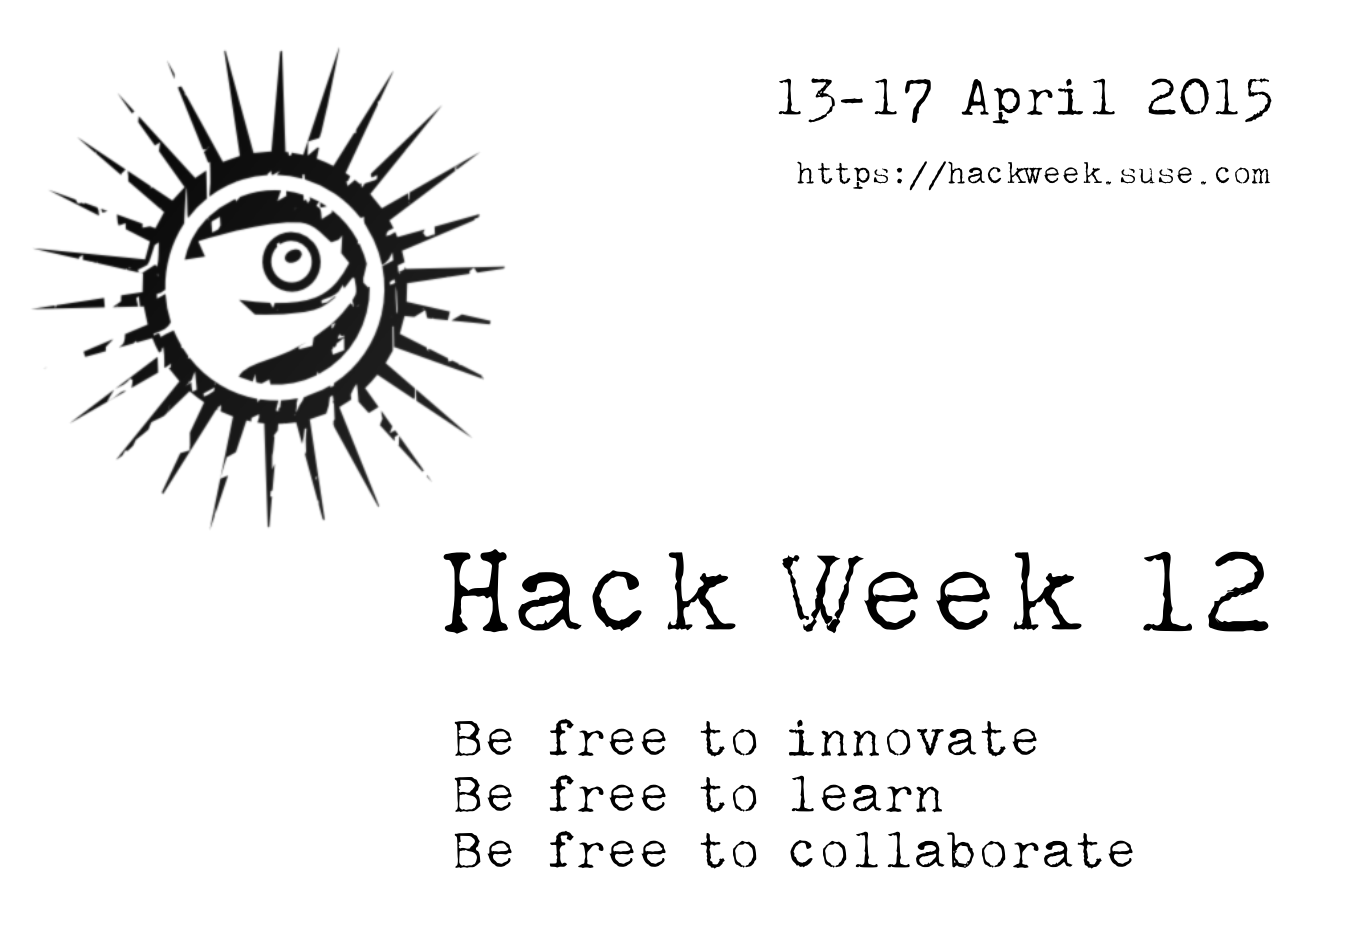 13-17 April 2015
https://hackweek.suse.com
Hack Week 12
Be free to innovate
Be free to learn
Be free to collaborate